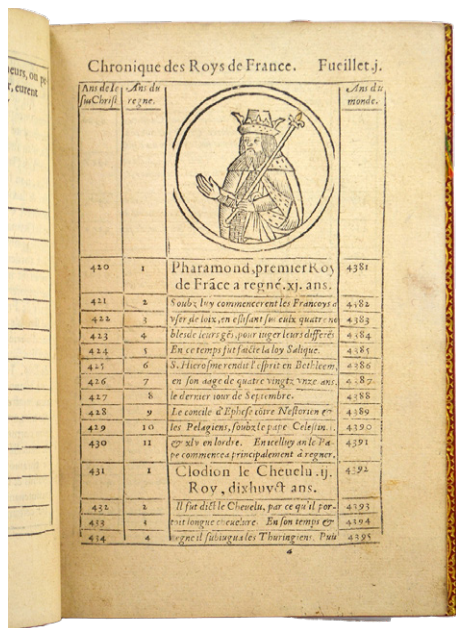 eurs, ou pe
r, eurent
Chronique des Roys de France. Fueillet.j.
Ans de Ie
suChrist.
Ans du
regne.
Ans du
monde.
420 1 Pharamond, premier Roy 4381
de Frãce a regné. xj. ans.
421 2 Soubz luy commencerent les Francoys a 4382
422 3 vser de loix, en eslisant sur eulx quatre no 4383
423 4 bles de leurs gẽs, pour iuger leurs differẽs 4384
424 5 En ce temps fut faicte la loy Salique. 4385
425 6 S. Hierosme rendit l'esprit en Bethleem, 4386
426 7 en son aage de quatre vingtz vnze ans, 4387
427 8 le dernier iour de Septembre. 4388
428 9 Le concile d'Ephese cõtre Nestorien & 4389
429 10 les Pelagiens, soubz le pape Celestin. 4390
430 11 & xlv en lordre. En icelluy an le Pa- 4391
pe commencea principalement à regner.
431 1 Clodion le Cheuelu .ij. 4392
Roy, dixhuyct ans.
432 2 Il fut dict le Cheuelu, par ce qu'il por- 4393
433 3 toit longue cheuelure. En son temps & 4394
434 4 regne il subiugua les Thuringiens. Puis 4395